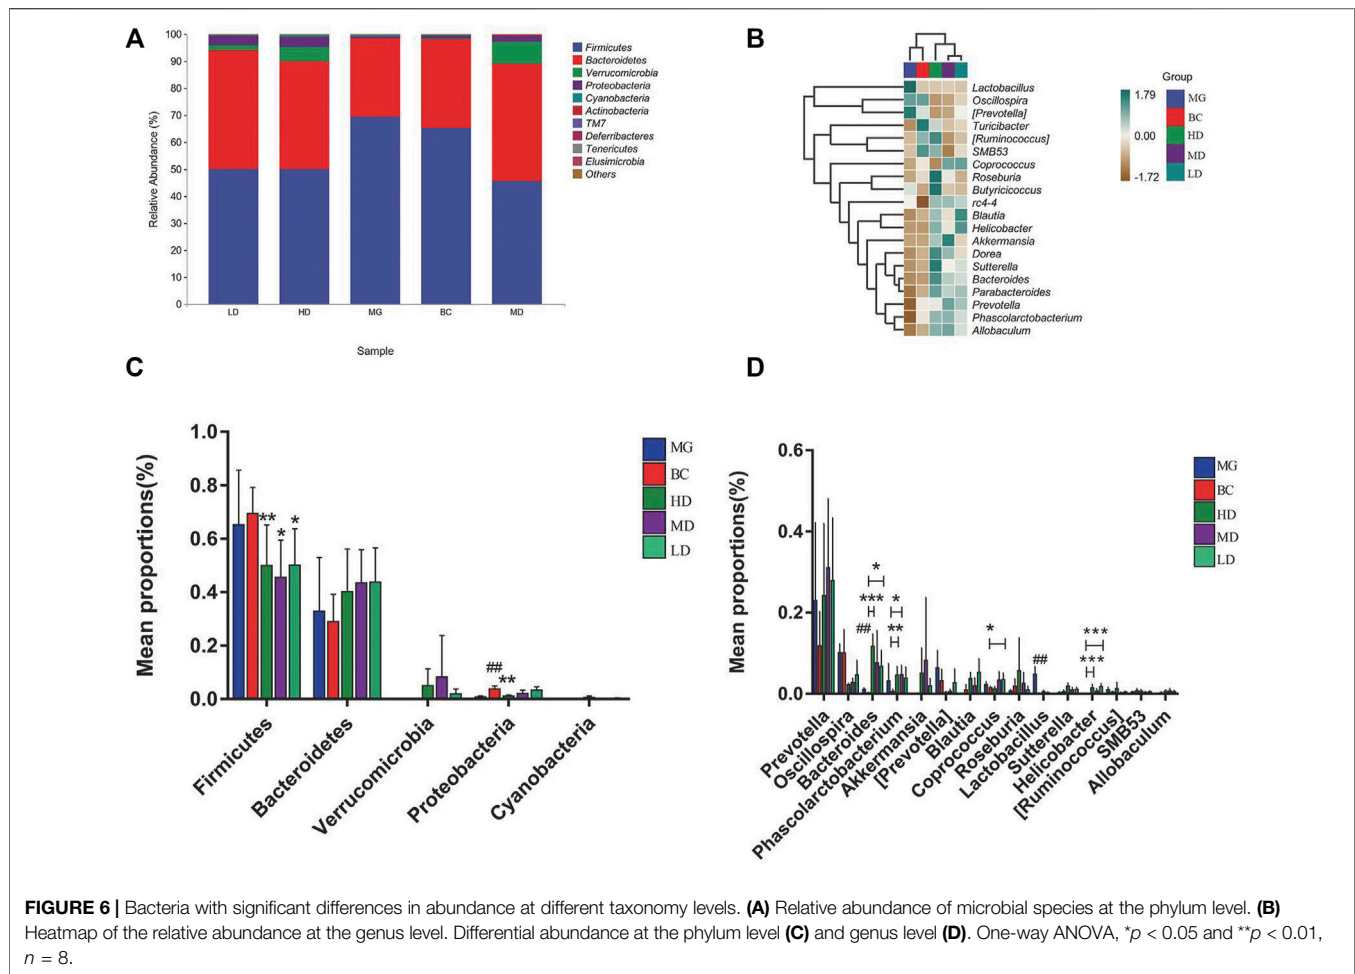 A
Relative Abundance (%)
100
90
80
70
60
50
40
30
20
10
0
LD HD MG BC MD
Sample
Firmicutes
Bacteroidetes
Verrucomicrobia
Proteobacteria
Cyanobacteria
Actinobacteria
TM7
Deferribacteres
Tenericutes
Elusimicrobia
Others
B
Lactobacillus
Oscillospira
[Prevotella]
Turicibacter
[Ruminococcus]
SMB53
Coprococcus
Roseburia
Butyricicoccus
rc4-4
Blautia
Helicobacter
Akkermansia
Dorea
Sutterella
Bacteroides
Parabacteroides
Prevotella
Phascolarctobacterium
Allobaculum
1.79
0.00
-1.72
Group
MG
BC
HD
MD
LD
C
Mean proportions(%)
1.0
0.8
0.6
0.4
0.2
0.0
** * *
## **
Firmicutes
Bacteroidetes
Verrucomicrobia
Proteobacteria
Cyanobacteria
MG
BC
HD
MD
LD
D
Mean proportions(%)
0.6
0.4
0.2
0.0
*
## ***
*
**
*
##
***
***
Prevotella
Oscillospira
Bacteroides
Phascolarctobacterium
Akkermansia
[Prevotella]
Blautia
Coprococcus
Roseburia
Lactobacillus
Sutterella
Helicobacter
[Ruminococcus]
SMB53
Allobaculum
MG
BC
HD
MD
LD
FIGURE 6 | Bacteria with significant differences in abundance at different taxonomy levels. (A) Relative abundance of microbial species at the phylum level. (B)
Heatmap of the relative abundance at the genus level. Differential abundance at the phylum level (C) and genus level (D). One-way ANOVA, *p < 0.05 and **p < 0.01,
n = 8.